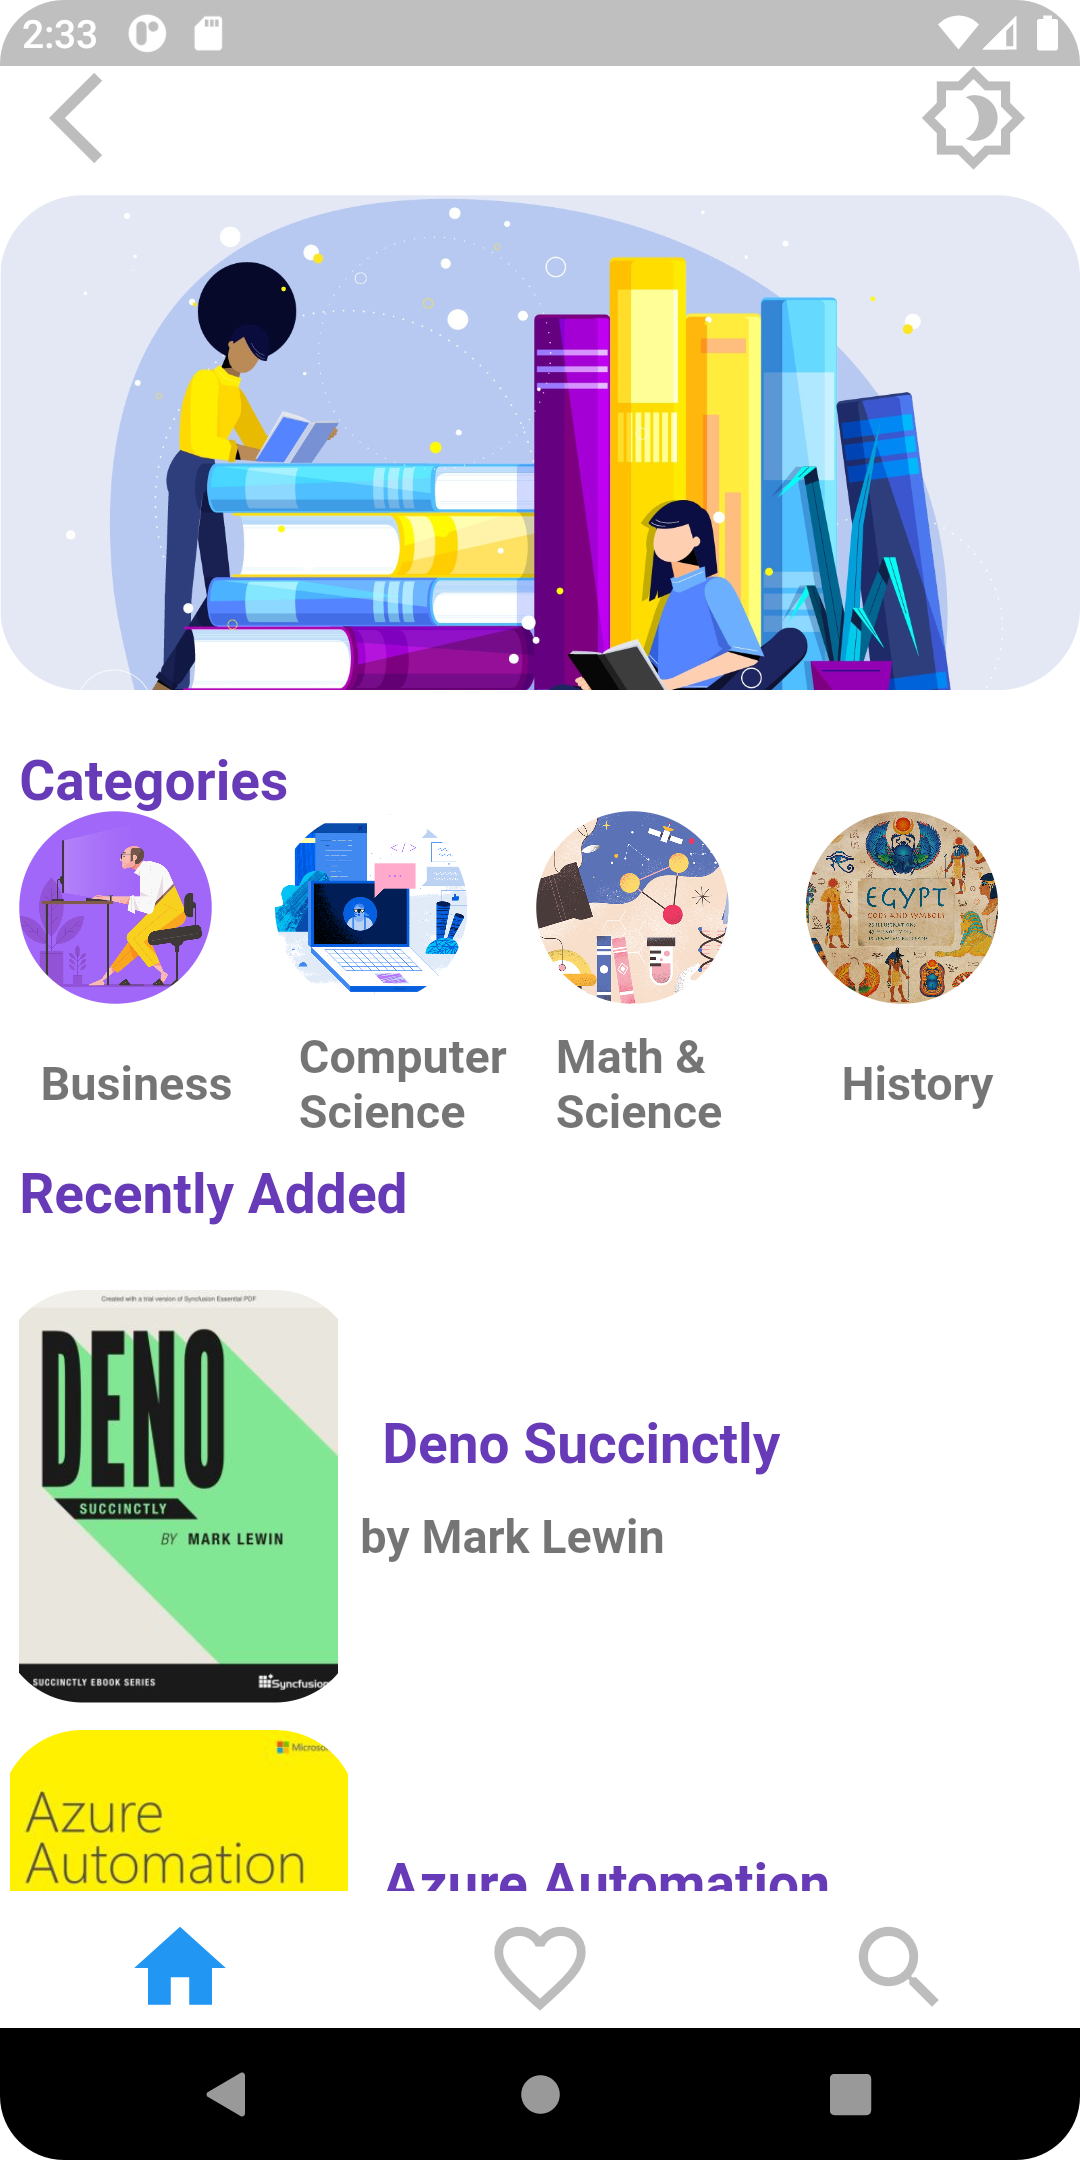 2:33
Categories
</>
EGYPT
GODS AND SYMBOLS
Business
Computer
Science
Math &
Science
History
Recently Added
Created with a trial version of Syncfusion Essential PDF
DENO
SUCCINCTLY
BY MARK LEWIN
SUCCINCTLY EBOOK SERIES
Syncfusion
Deno Succinctly
by Mark Lewin
Azure
Automation
Azure Automation